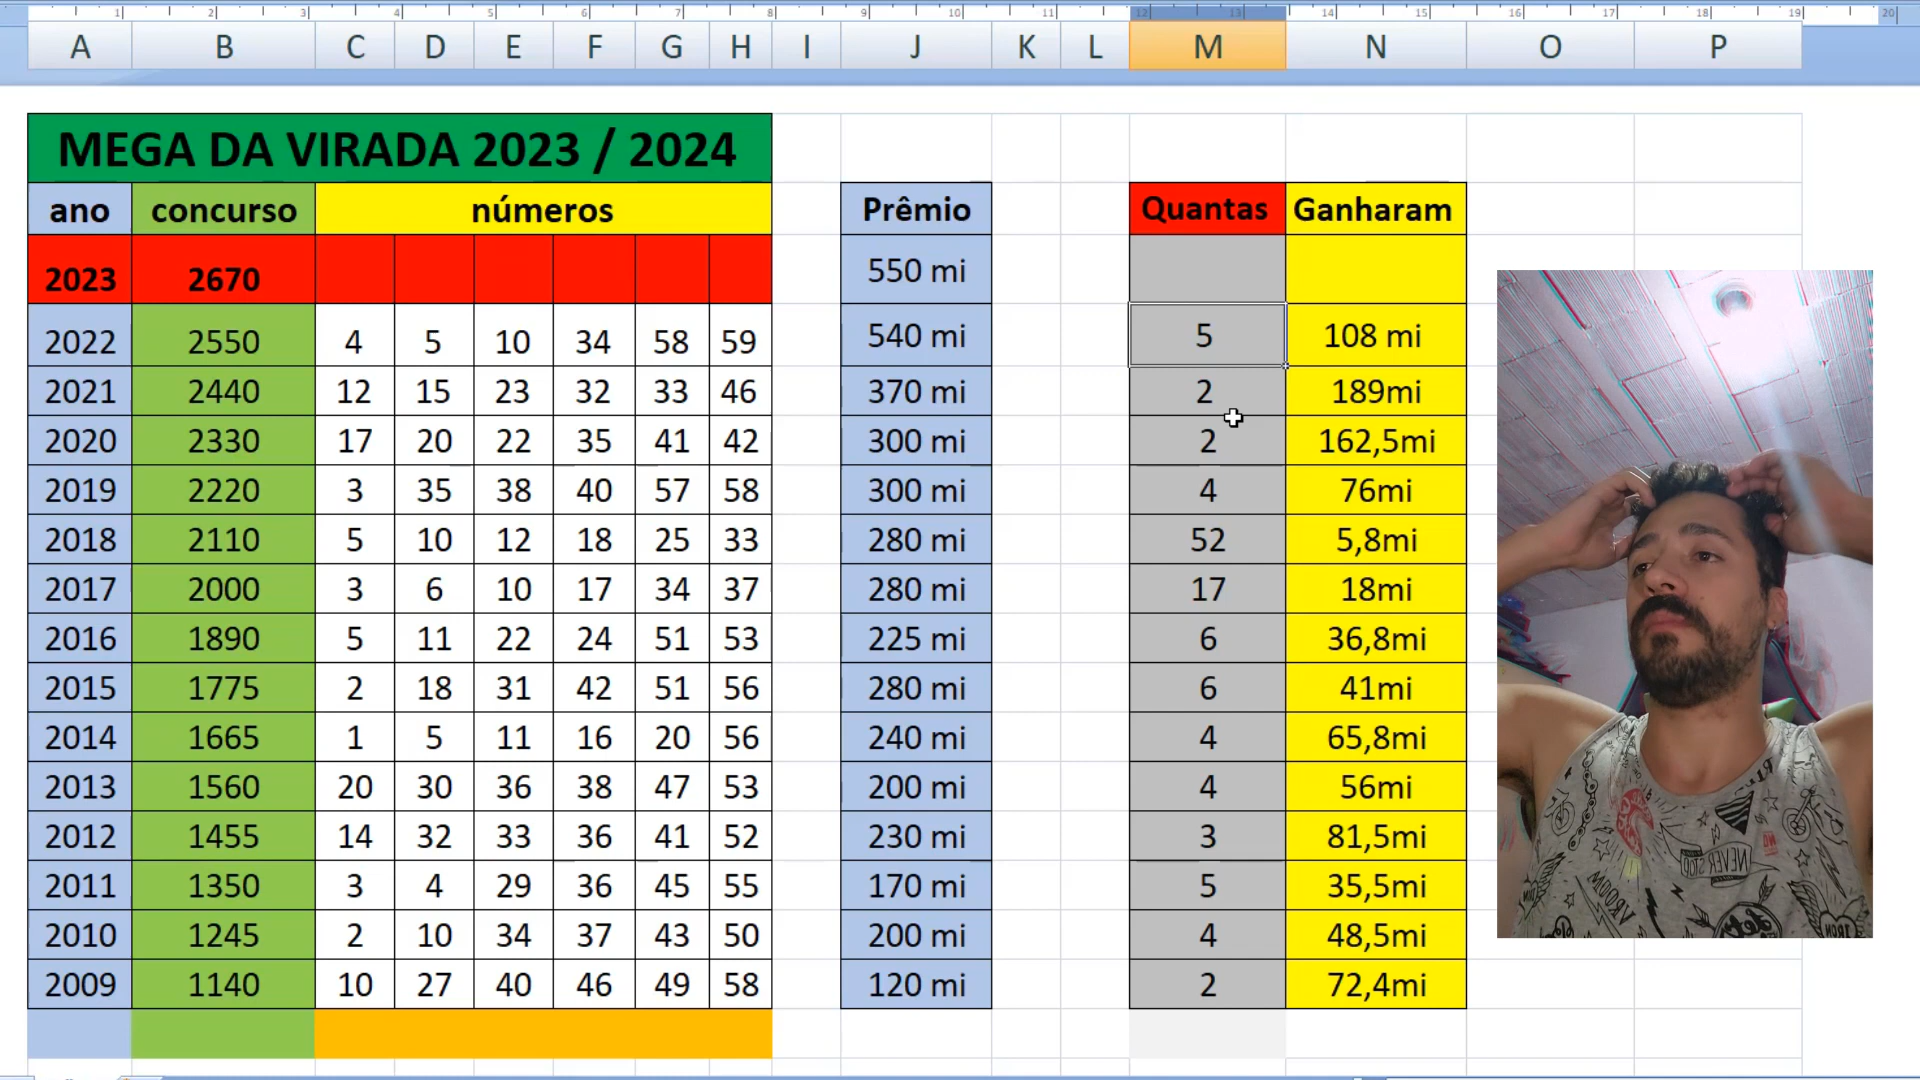 A B C D E F G H I J K L M N O P
MEGA DA VIRADA 2023 / 2024
ano concurso números Prêmio Quantas Ganharam
2023 2670 550 mi
2022 2550 4 5 10 34 58 59 540 mi 5 108 mi
2021 2440 12 15 23 32 33 46 370 mi 2 189mi
2020 2330 17 20 22 35 41 42 300 mi 2 162,5mi
2019 2220 3 35 38 40 57 58 300 mi 4 76mi
2018 2110 5 10 12 18 25 33 280 mi 52 5,8mi
2017 2000 3 6 10 17 34 37 280 mi 17 18mi
2016 1890 5 11 22 24 51 53 225 mi 6 36,8mi
2015 1775 2 18 31 42 51 56 280 mi 6 41mi
2014 1665 1 5 11 16 20 56 240 mi 4 65,8mi
2013 1560 20 30 36 38 47 53 200 mi 4 56mi
2012 1455 14 32 33 36 41 52 230 mi 3 81,5mi
2011 1350 3 4 29 36 45 55 170 mi 5 35,5mi
2010 1245 2 10 34 37 43 50 200 mi 4 48,5mi
2009 1140 10 27 40 46 49 58 120 mi 2 72,4mi
NEVER STOP
VROOOM